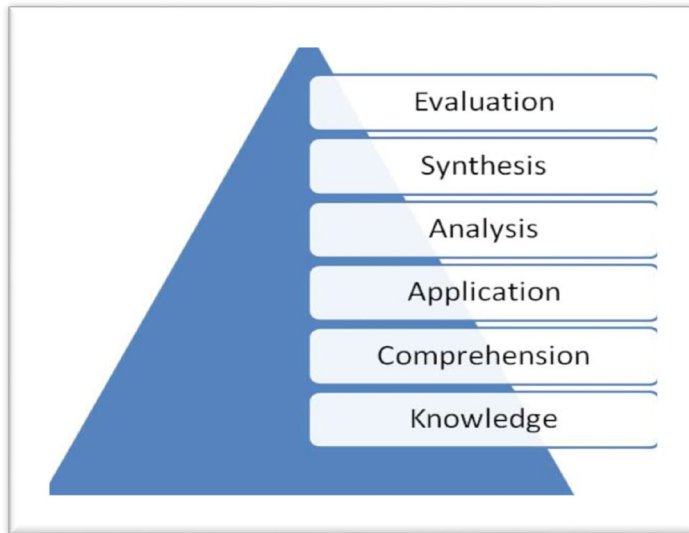 Evaluation
Synthesis
Analysis
Application
Comprehension
Knowledge